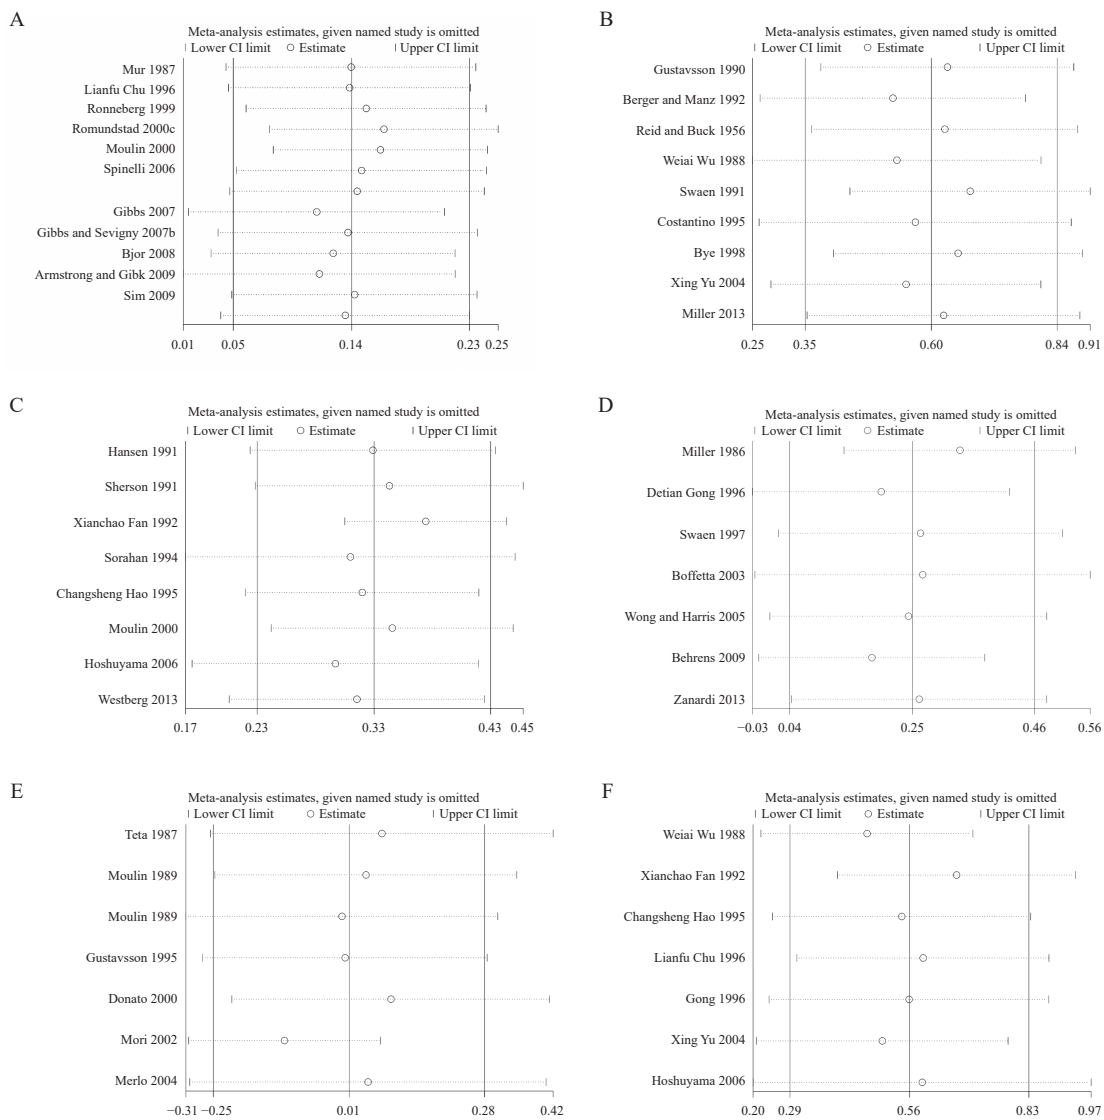 A
Meta-analysis estimates, given named study is omitted
Lower CI limit Estimate Upper CI limit
Mur 1987
Lianfu Chu 1996
Ronneberg 1999
Romundstad 2000c
Moulin 2000
Spinelli 2006
Gibbs 2007
Gibbs and Sevigny 2007b
Bjor 2008
Armstrong and Gibk 2009
Sim 2009
0.01 0.05 0.14 0.23 0.25
B
Meta-analysis estimates, given named study is omitted
Lower CI limit Estimate Upper CI limit
Gustavsson 1990
Berger and Manz 1992
Reid and Buck 1956
Weiai Wu 1988
Swaen 1991
Costantino 1995
Bye 1998
Xing Yu 2004
Miller 2013
0.25 0.35 0.60 0.84 0.91
C
Meta-analysis estimates, given named study is omitted
Lower CI limit Estimate Upper CI limit
Hansen 1991
Sherson 1991
Xianchao Fan 1992
Sorahan 1994
Changsheng Hao 1995
Moulin 2000
Hoshuyama 2006
Westberg 2013
0.17 0.23 0.33 0.43 0.45
D
Meta-analysis estimates, given named study is omitted
Lower CI limit Estimate Upper CI limit
Miller 1986
Detian Gong 1996
Swaen 1997
Boffetta 2003
Wong and Harris 2005
Behrens 2009
Zanardi 2013
−0.03 0.04 0.25 0.46 0.56
E
Meta-analysis estimates, given named study is omitted
Lower CI limit Estimate Upper CI limit
Teta 1987
Moulin 1989
Moulin 1989
Gustavsson 1995
Donato 2000
Mori 2002
Merlo 2004
−0.31 −0.25 0.01 0.28 0.42
F
Meta-analysis estimates, given named study is omitted
Lower CI limit Estimate Upper CI limit
Weiai Wu 1988
Xianchao Fan 1992
Changsheng Hao 1995
Lianfu Chu 1996
Gong 1996
Xing Yu 2004
Hoshuyama 2006
0.20 0.29 0.56 0.83 0.97